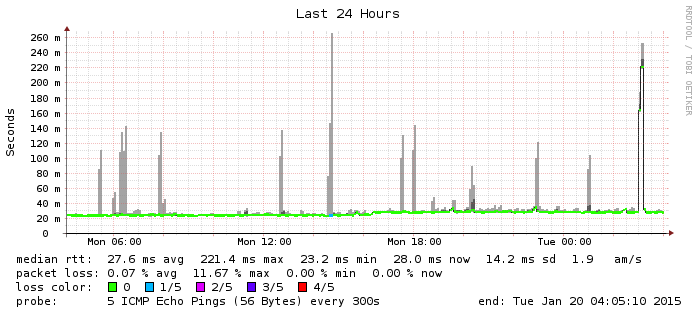 Last 24 Hours
RRDTOOL / TOBI OETIKER
Seconds
260 m
240 m
220 m
200 m
180 m
160 m
140 m
120 m
100 m
80 m
60 m
40 m
20 m
0
Mon 06:00 Mon 12:00 Mon 18:00 Tue 00:00
median rtt: 27.6 ms avg 221.4 ms max 23.2 ms min 28.0 ms now 14.2 ms sd 1.9 am/s
packet loss: 0.07 % avg 11.67 % max 0.00 % min 0.00 % now
loss color: 0 1/5 2/5 3/5 4/5
probe: 5 ICMP Echo Pings (56 Bytes) every 300s end: Tue Jan 20 04:05:10 2015